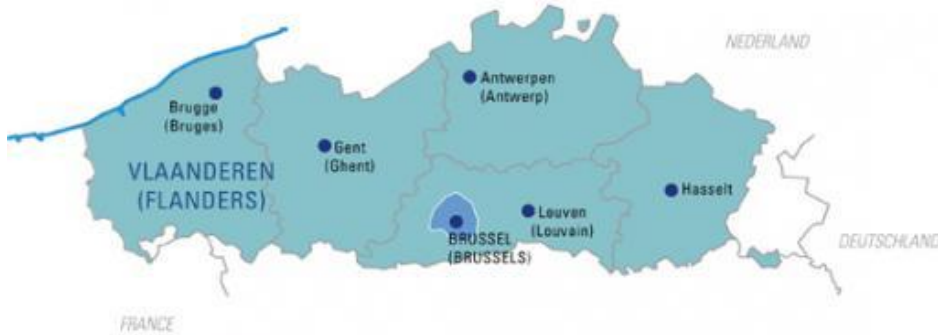 NEDERLAND
Antwerpen
(Antwerp)
Brugge
(Bruges)
Gent
(Ghent)
VLAANDEREN
(FLANDERS)
Hasselt
Leuven
(Louvain)
BRUSSEL
(BRUSSELS)
DEUTSCHLAND
FRANCE